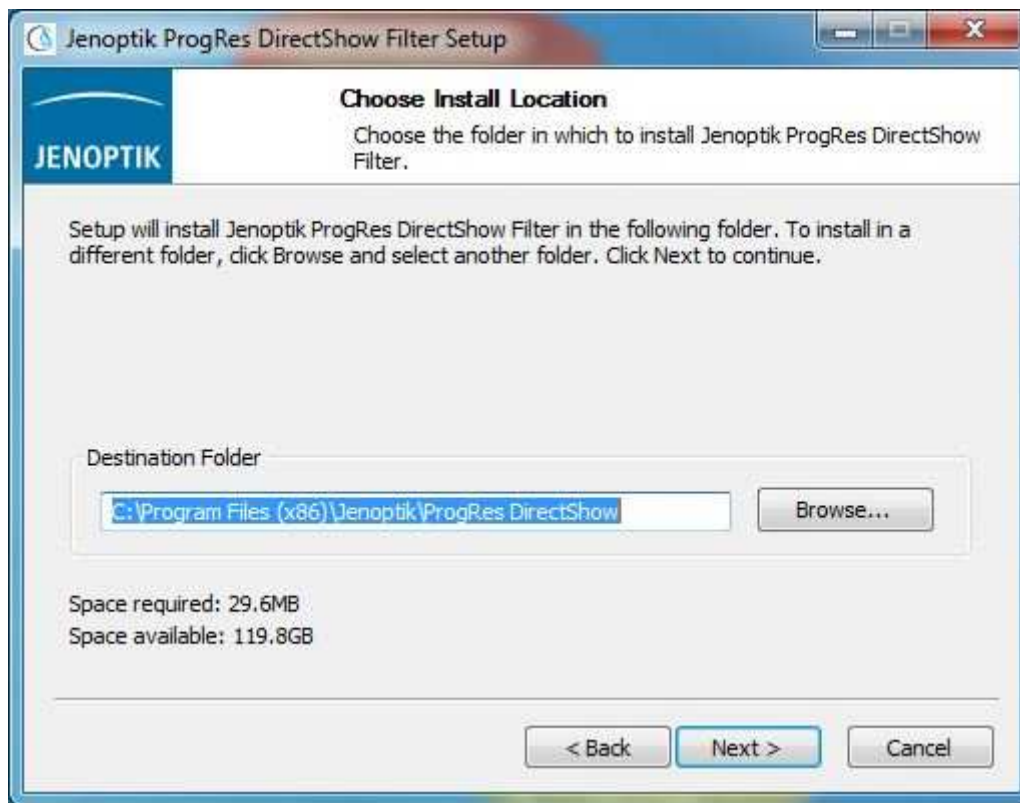 Jenoptik ProgRes DirectShow Filter Setup
JENOPTIK
Choose Install Location
Choose the folder in which to install Jenoptik ProgRes DirectShow
Filter.
Setup will install Jenoptik ProgRes DirectShow Filter in the following folder. To install in a
different folder, click Browse and select another folder. Click Next to continue.
Destination Folder
C:\Program Files (x86)\Jenoptik\ProgRes DirectShow
Browse...
Space required: 29.6MB
Space available: 119.8GB
< Back
Next >
Cancel